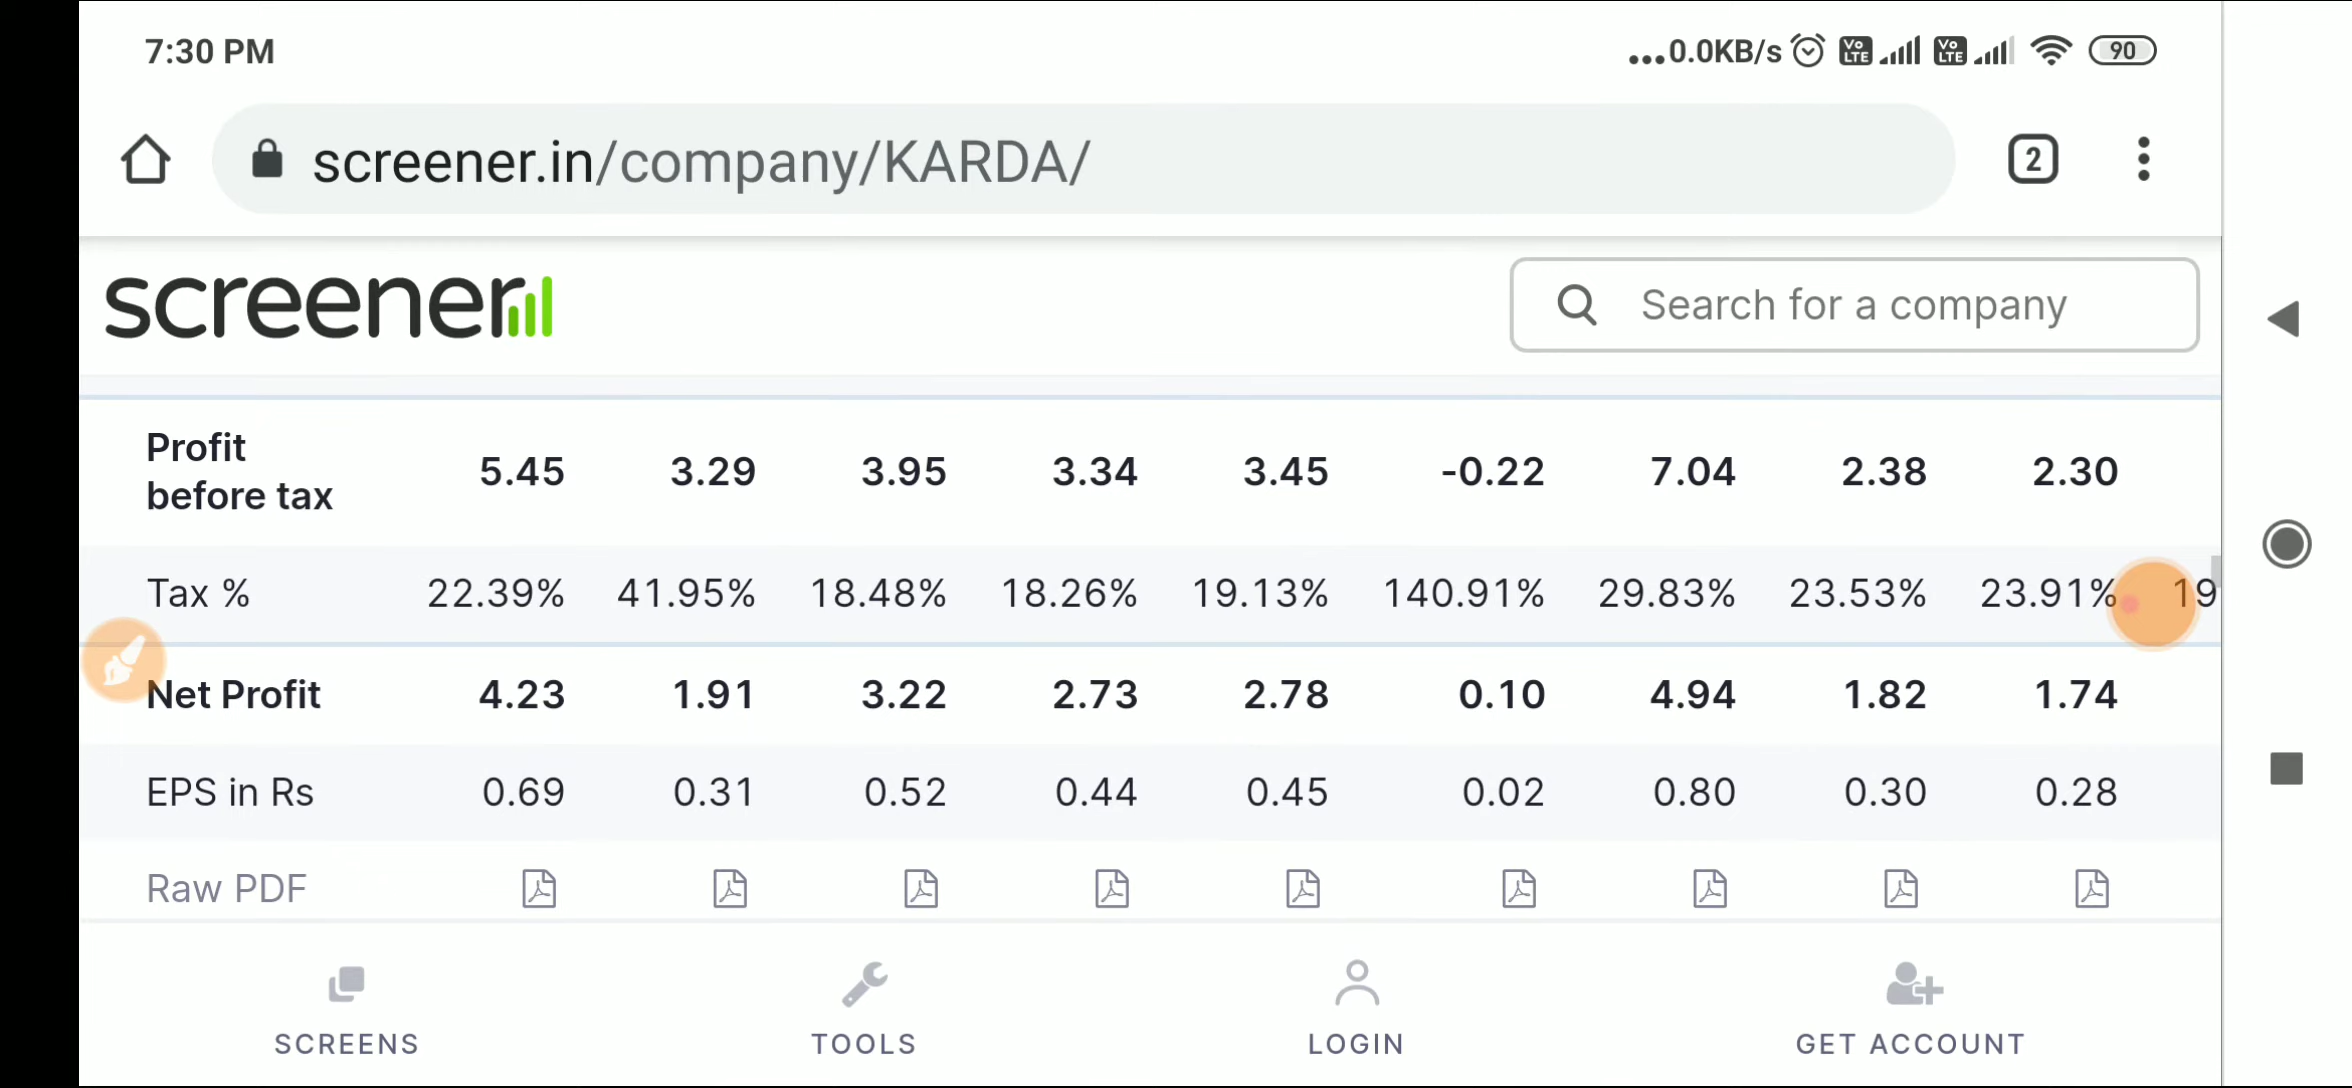 7:30 PM
...0.0KB/s Vo LTE Vo LTE 90
screener.in/company/KARDA/
2
screener
Search for a company
Profit before tax 5.45 3.29 3.95 3.34 3.45 -0.22 7.04 2.38 2.30
Tax % 22.39% 41.95% 18.48% 18.26% 19.13% 140.91% 29.83% 23.53% 23.91% 19
Net Profit 4.23 1.91 3.22 2.73 2.78 0.10 4.94 1.82 1.74
EPS in Rs 0.69 0.31 0.52 0.44 0.45 0.02 0.80 0.30 0.28
Raw PDF
SCREENS TOOLS LOGIN GET ACCOUNT